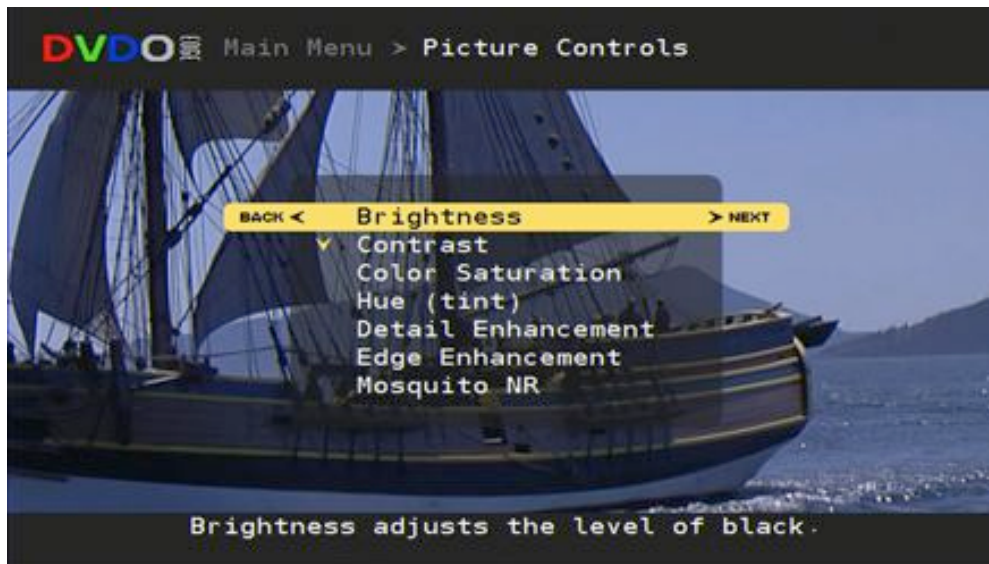 DVDO Main Menu > Picture Controls
BACK < Brightness > NEXT
Contrast
Color Saturation
Hue (tint)
Detail Enhancement
Edge Enhancement
Mosquito NR
Brightness adjusts the level of black.